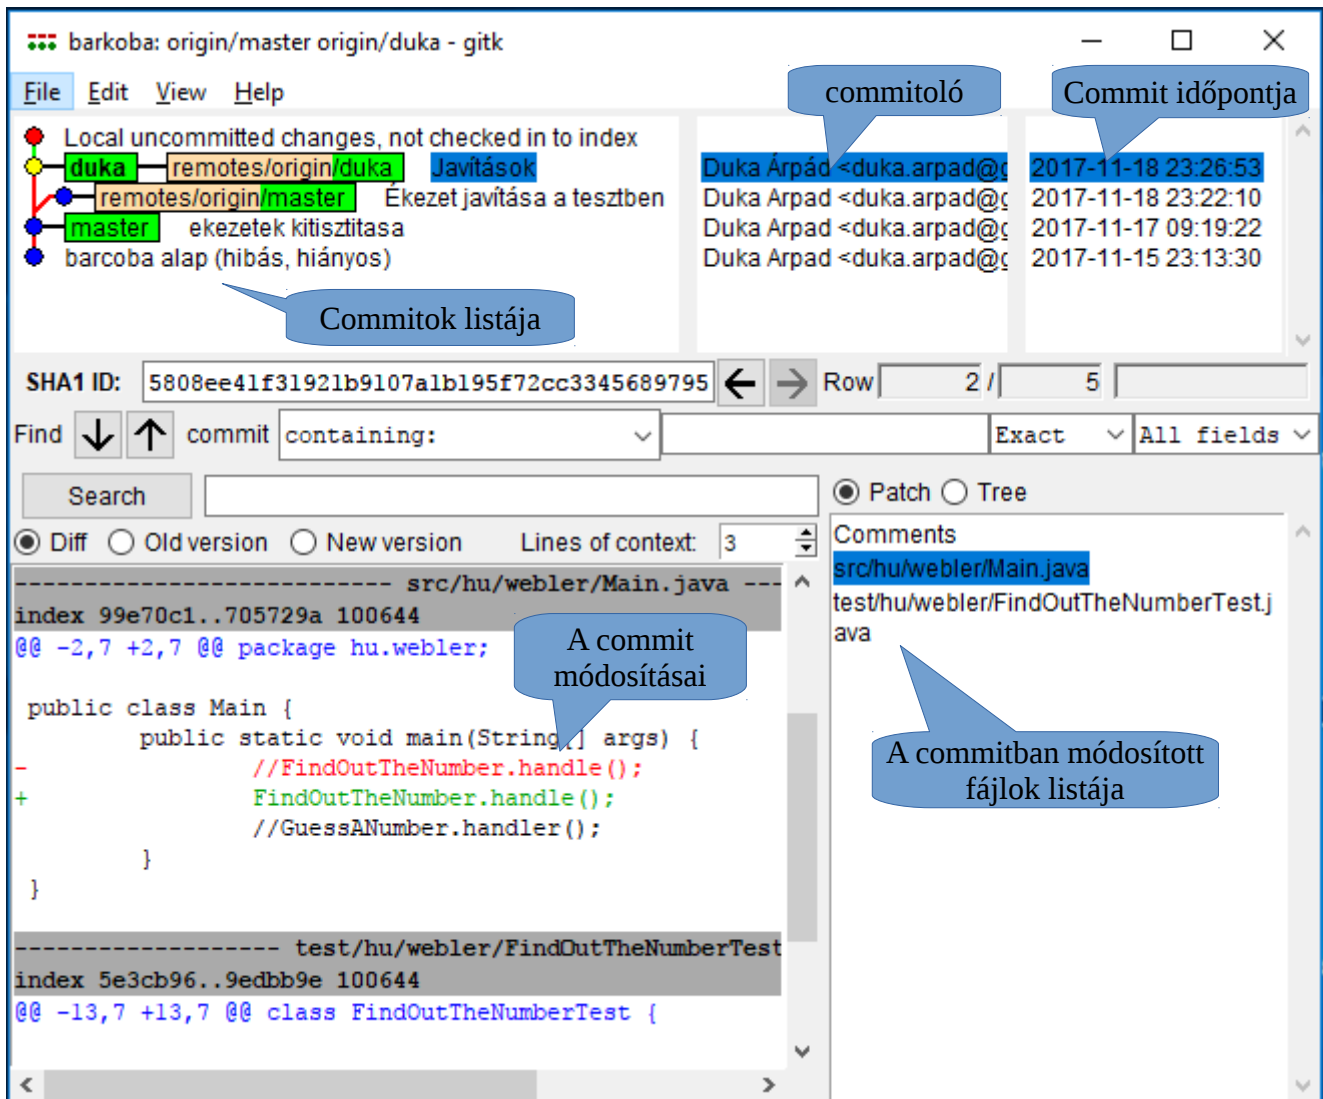 barkoba: origin/master origin/duka - gitk
File Edit View Help
commitoló
Commit időpontja
Local uncommitted changes, not checked in to index
duka remotes/origin/duka Javítások Duka Árpád <duka.arpad@g 2017-11-18 23:26:53
remotes/origin/master Ékezet javítása a tesztben Duka Arpad <duka.arpad@g 2017-11-18 23:22:10
master ekezetek kitisztitasa Duka Arpad <duka.arpad@g 2017-11-17 09:19:22
barcoba alap (hibás, hiányos) Duka Arpad <duka.arpad@g 2017-11-15 23:13:30
Commitok listája
SHA1 ID: 5808ee41f31921b9107a1b195f72cc3345689795 Row 2 / 5
Find commit containing: Exact All fields
Search
Patch Tree
Diff Old version New version Lines of context: 3
Comments
src/hu/webler/Main.java
test/hu/webler/FindOutTheNumberTest.j
ava
---------------------------- src/hu/webler/Main.java ---
index 99e70c1..705729a 100644
@@ -2,7 +2,7 @@ package hu.webler;
A commit
módosításai
public class Main {
public static void main(String[] args) {
- //FindOutTheNumber.handle();
+ FindOutTheNumber.handle();
//GuessANumber.handler();
}
}
A commitban módosított
fájlok listája
------------------- test/hu/webler/FindOutTheNumberTest
index 5e3cb96..9edbb9e 100644
@@ -13,7 +13,7 @@ class FindOutTheNumberTest {